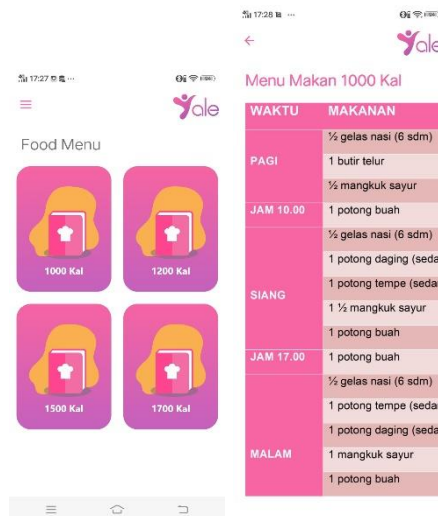 17:27
Yale
Food Menu
1000 Kal
1200 Kal
1500 Kal
1700 Kal
17:28
Yale
Menu Makan 1000 Kal
WAKTU MAKANAN
PAGI
½ gelas nasi (6 sdm)
1 butir telur
½ mangkuk sayur
JAM 10.00 1 potong buah
SIANG
½ gelas nasi (6 sdm)
1 potong daging (seda
1 potong tempe (seda
1 ½ mangkuk sayur
1 potong buah
JAM 17.00 1 potong buah
MALAM
½ gelas nasi (6 sdm)
1 potong tempe (seda
1 potong daging (seda
1 mangkuk sayur
1 potong buah